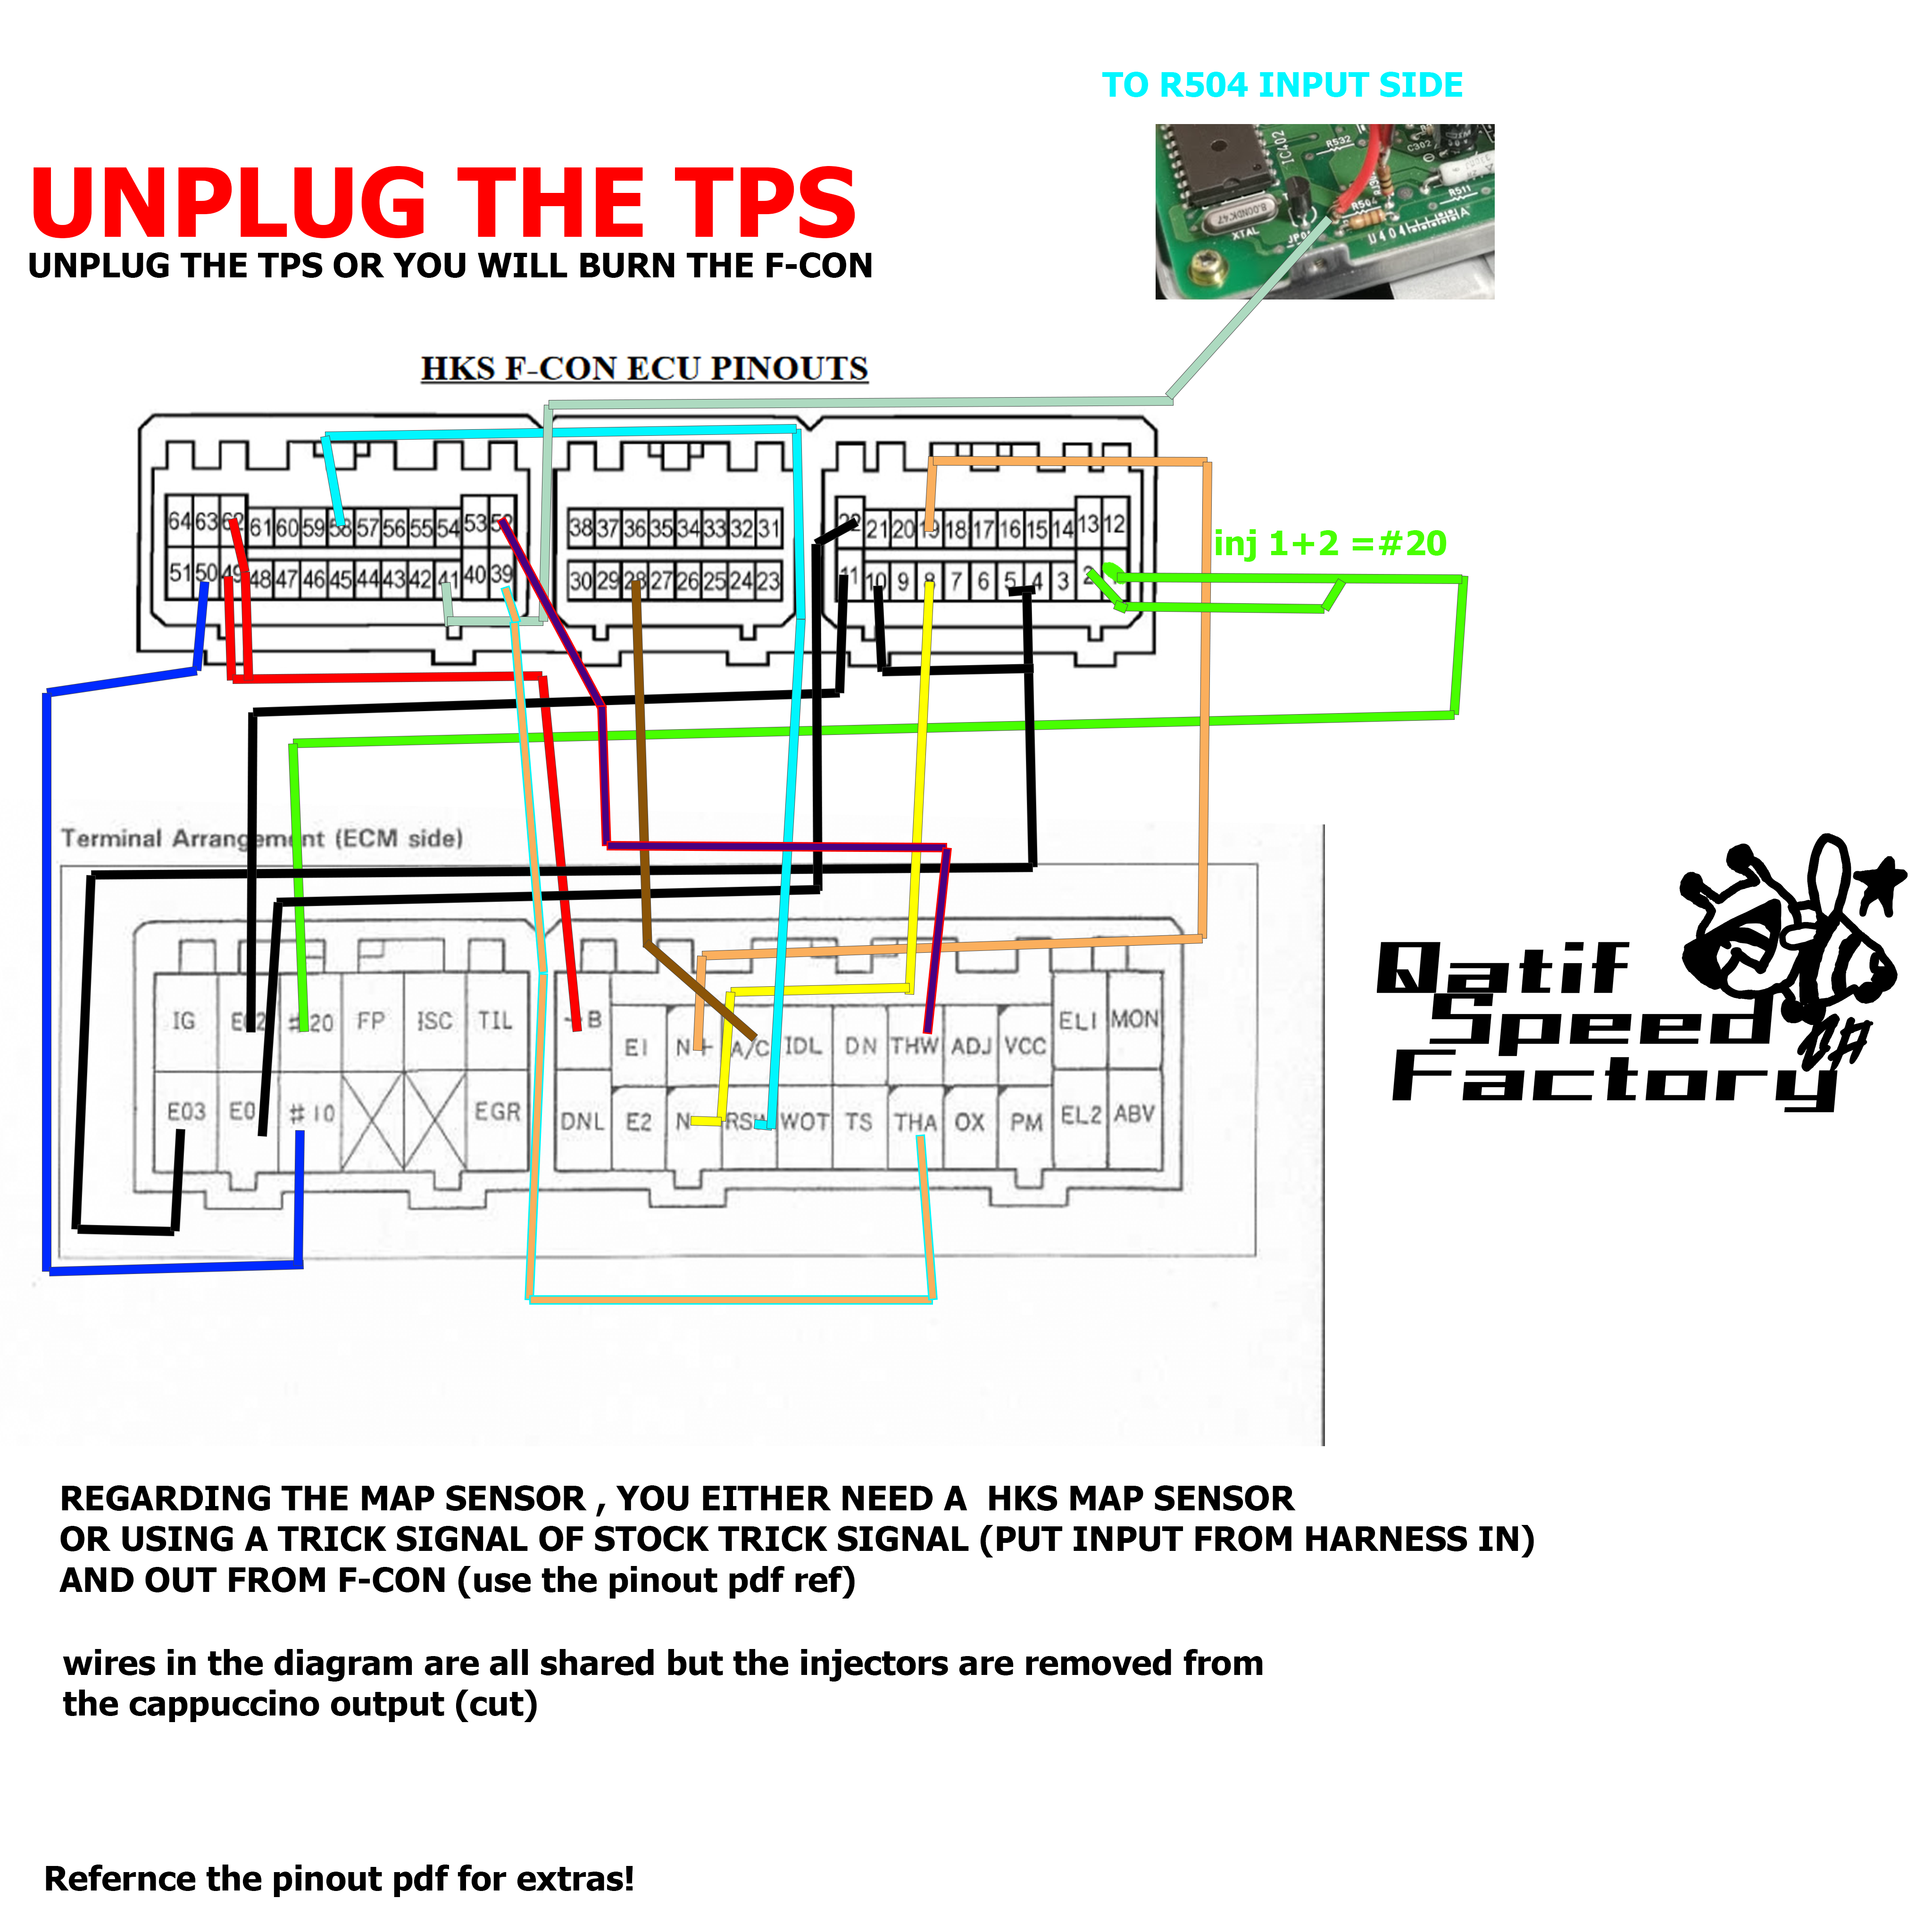 TO R504 INPUT SIDE
IC402
R532
C302
R511
R504
8.00NDK47
XTAL
UNPLUG THE TPS
UNPLUG THE TPS OR YOU WILL BURN THE F-CON
HKS F-CON ECU PINOUTS
64 63 62 61 60 59 58 57 56 55 54 53 52
51 50 49 48 47 46 45 44 43 42 41 40 39
38 37 36 35 34 33 32 31
30 29 28 27 26 25 24 23
22 21 20 19 18 17 16 15 14 13 12
11 10 9 8 7 6 5 4 3 2
inj 1+2 =#20
Terminal Arrangement (ECM side)
IG E02 #20 FP ISC TIL
E03 E0 #10 EGR
B E1 N+ A/C IDL DN THW ADJ VCC EL1 MON
DNL E2 N RSW WOT TS THA OX PM EL2 ABV
Qatif
Speed
Factory
REGARDING THE MAP SENSOR , YOU EITHER NEED A HKS MAP SENSOR
OR USING A TRICK SIGNAL OF STOCK TRICK SIGNAL (PUT INPUT FROM HARNESS IN)
AND OUT FROM F-CON (use the pinout pdf ref)
wires in the diagram are all shared but the injectors are removed from
the cappuccino output (cut)
Refernce the pinout pdf for extras!